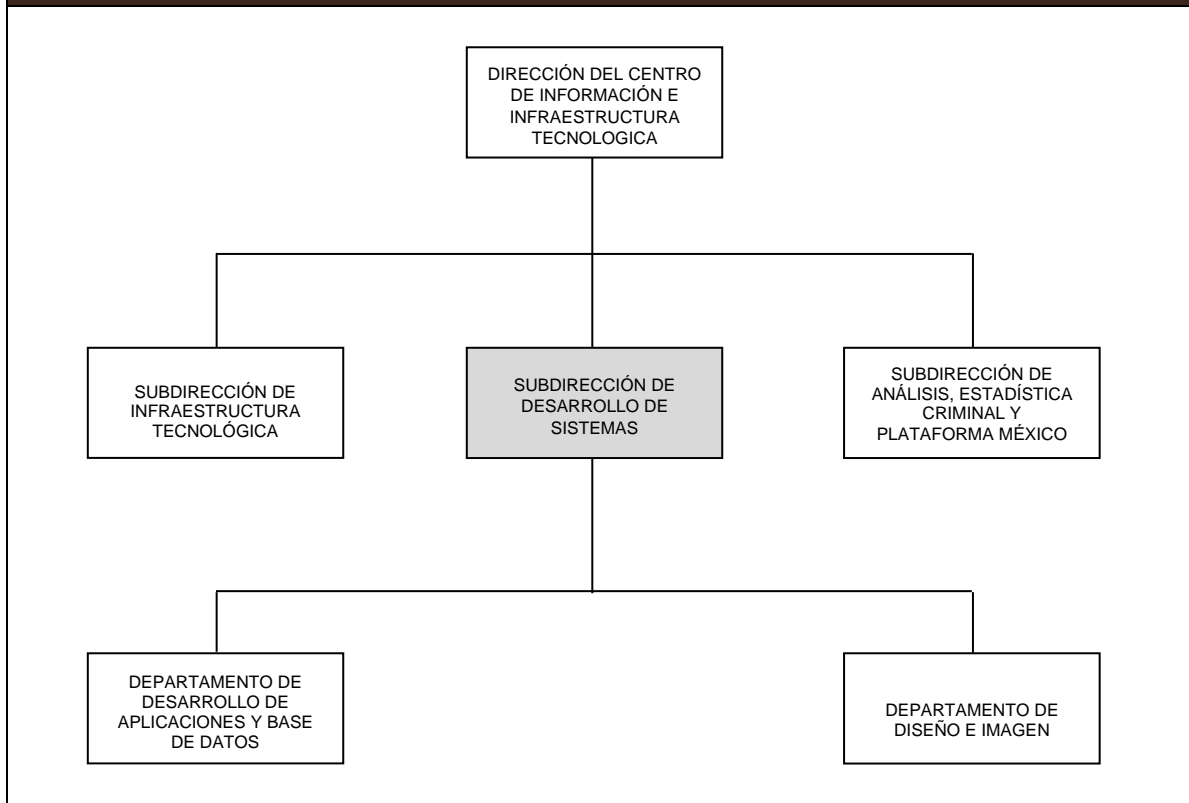 DIRECCIÓN DEL CENTRO
DE INFORMACIÓN E
INFRAESTRUCTURA
TECNOLOGICA
SUBDIRECCIÓN DE
INFRAESTRUCTURA
TECNOLÓGICA
SUBDIRECCIÓN DE
DESARROLLO DE
SISTEMAS
SUBDIRECCIÓN DE
ANÁLISIS, ESTADÍSTICA
CRIMINAL Y
PLATAFORMA MÉXICO
DEPARTAMENTO DE
DESARROLLO DE
APLICACIONES Y BASE
DE DATOS
DEPARTAMENTO DE
DISEÑO E IMAGEN